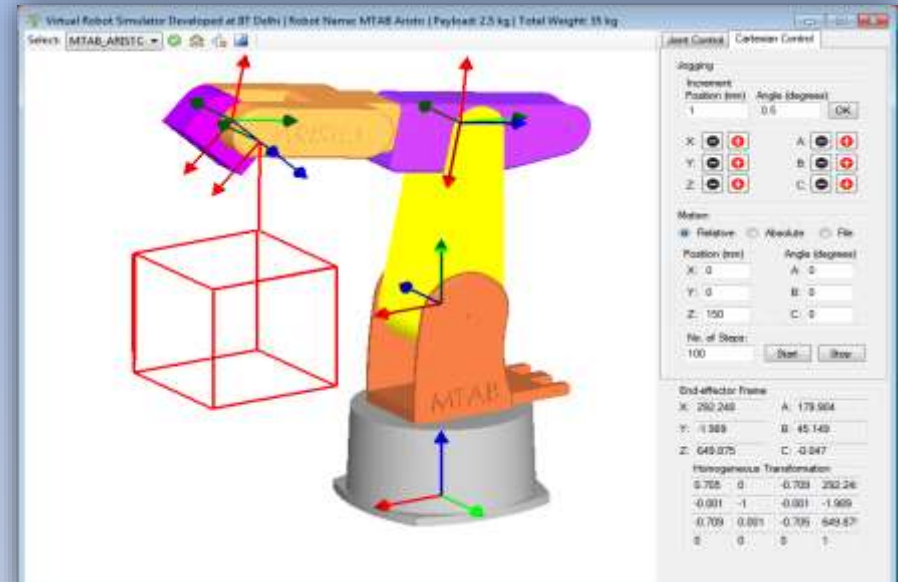 Virtual Robot Simulator Developed at IIT Delhi | Robot Name: MTAB Aristo | Payload: 2.5 kg | Total Weight: 35 kg
Select: MTAB_ARISTC
Joint Control Cartesian Control
Jogging
Increment
Position (mm) Angle (degrees)
1 0.5 OK
X: A:
Y: B:
Z: C:
Motion
Relative Absolute File
Position (mm) Angle (degrees)
X: 0 A: 0
Y: 0 B: 0
Z: 150 C: 0
No. of Steps:
100 Start Stop
End-effector Frame
X: 292.248 A: 179.904
Y: -1.989 B: 45.149
Z: 649.875 C: -0.047
Homogeneous Transformation
0.705 0 -0.709 292.24
-0.001 -1 -0.001 -1.989
-0.709 0.001 -0.705 649.87
0 0 0 1
MTAB